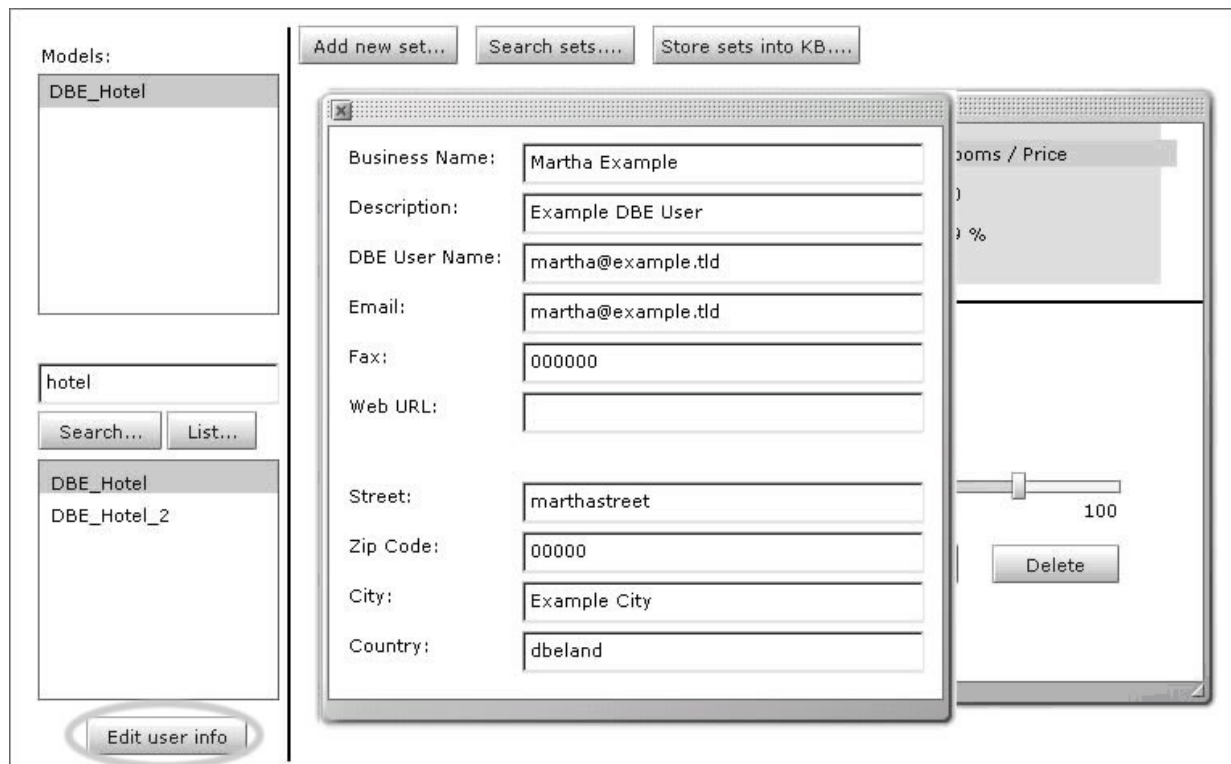 Models:
DBE_Hotel
hotel
Search...
List...
DBE_Hotel
DBE_Hotel_2
Edit user info
Add new set...
Search sets....
Store sets into KB....
Business Name:
Martha Example
Description:
Example DBE User
DBE User Name:
martha@example.tld
Email:
martha@example.tld
Fax:
000000
Web URL:
Street:
marthastreet
Zip Code:
00000
City:
Example City
Country:
dbeland
/ Price
%
100
Delete